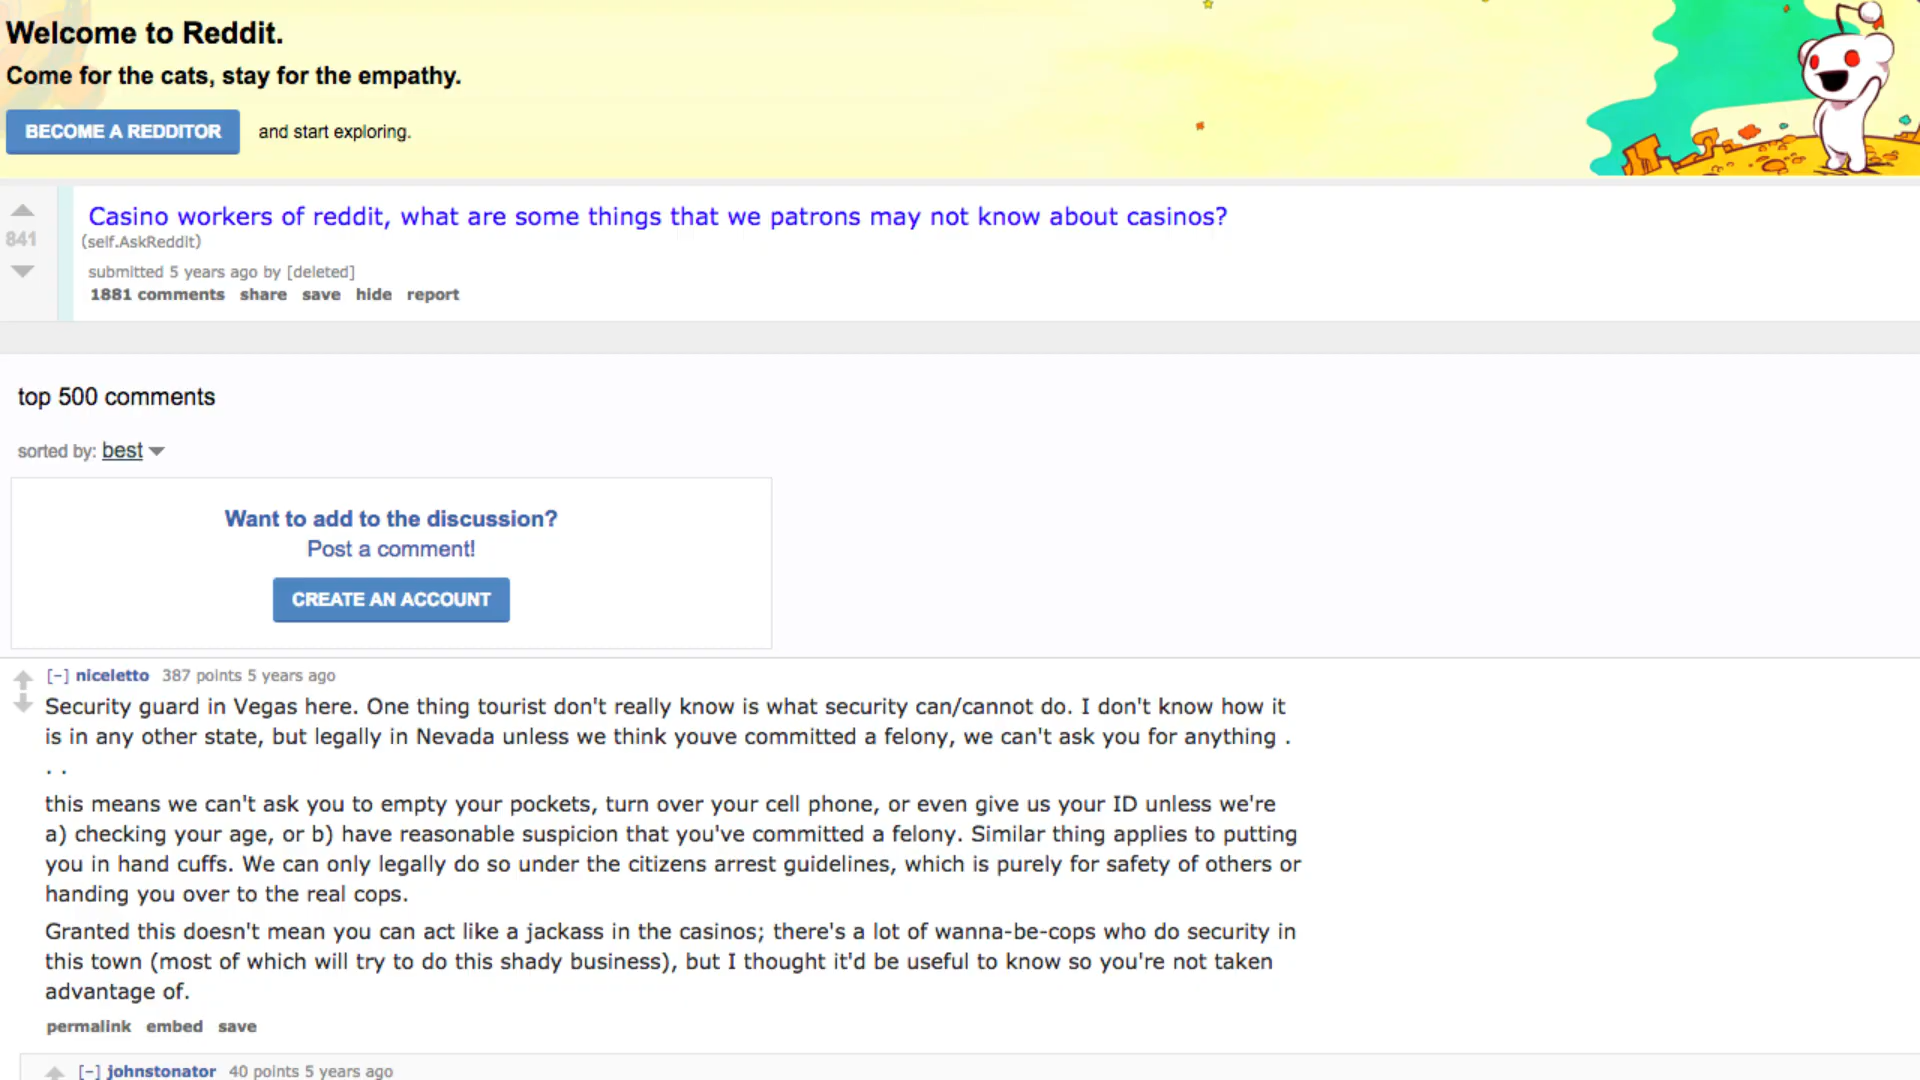 Welcome to Reddit.
Come for the cats, stay for the empathy.
BECOME A REDDITOR and start exploring.
Casino workers of reddit, what are some things that we patrons may not know about casinos?
841
(self.AskReddit)
submitted 5 years ago by [deleted]
1881 comments share save hide report
top 500 comments
sorted by: best
Want to add to the discussion?
Post a comment!
CREATE AN ACCOUNT
[-] niceletto 387 points 5 years ago
Security guard in Vegas here. One thing tourist don't really know is what security can/cannot do. I don't know how it
is in any other state, but legally in Nevada unless we think youve committed a felony, we can't ask you for anything .
. .
this means we can't ask you to empty your pockets, turn over your cell phone, or even give us your ID unless we're
a) checking your age, or b) have reasonable suspicion that you've committed a felony. Similar thing applies to putting
you in hand cuffs. We can only legally do so under the citizens arrest guidelines, which is purely for safety of others or
handing you over to the real cops.
Granted this doesn't mean you can act like a jackass in the casinos; there's a lot of wanna-be-cops who do security in
this town (most of which will try to do this shady business), but I thought it'd be useful to know so you're not taken
advantage of.
permalink embed save
[-] johnstonator 40 points 5 years ago